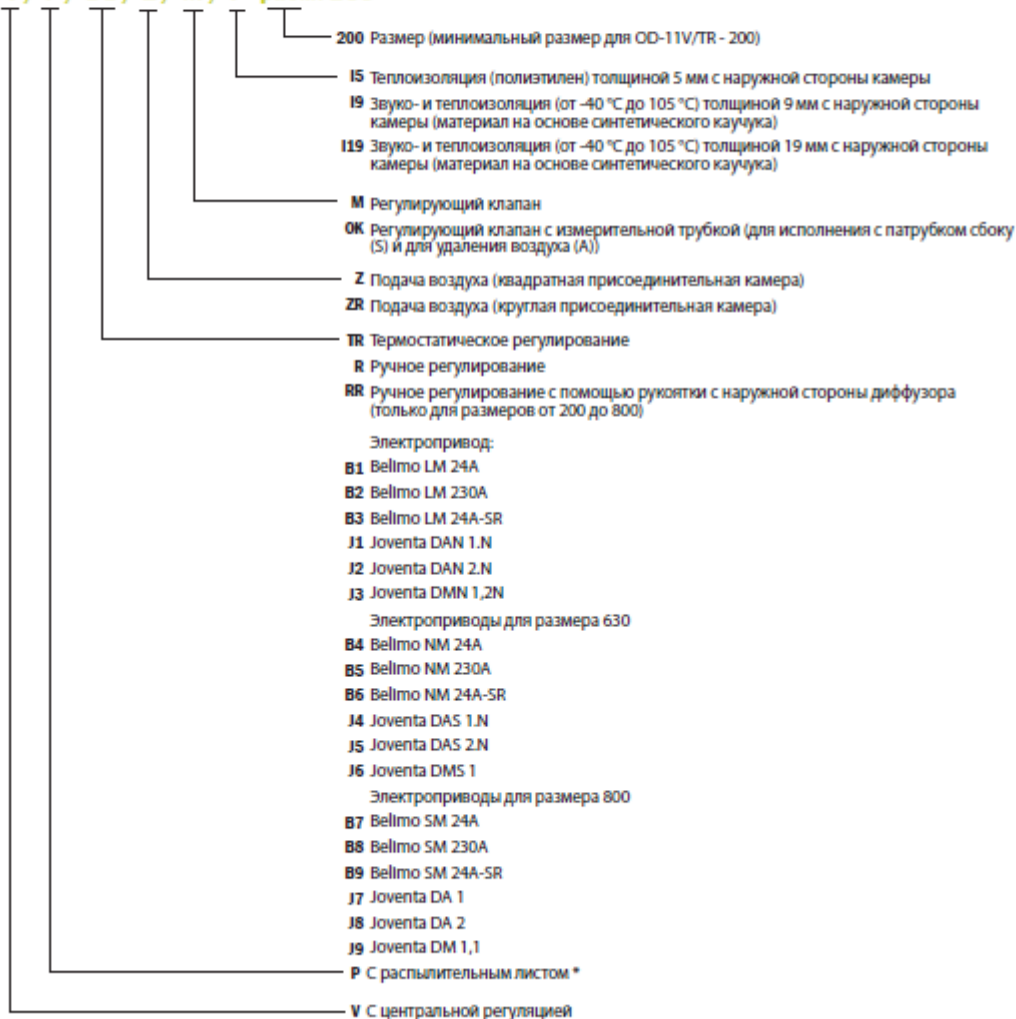 200 Размер (минимальный размер для OD-11V/TR - 200)
I5 Теплоизоляция (полиэтилен) толщиной 5 мм с наружной стороны камеры
I9 Звуко- и теплоизоляция (от -40 °С до 105 °С) толщиной 9 мм с наружной стороны
камеры (материал на основе синтетического каучука)
I19 Звуко- и теплоизоляция (от -40 °С до 105 °С) толщиной 19 мм с наружной стороны
камеры (материал на основе синтетического каучука)
M Регулирующий клапан
OK Регулирующий клапан с измерительной трубкой (для исполнения с патрубком сбоку
(S) и для удаления воздуха (A))
Z Подача воздуха (квадратная присоединительная камера)
ZR Подача воздуха (круглая присоединительная камера)
TR Термостатическое регулирование
R Ручное регулирование
RR Ручное регулирование с помощью рукоятки с наружной стороны диффузора
(только для размеров от 200 до 800)
Электропривод:
B1 Belimo LM 24A
B2 Belimo LM 230A
B3 Belimo LM 24A-SR
J1 Joventa DAN 1.N
J2 Joventa DAN 2.N
J3 Joventa DMN 1,2N
Электроприводы для размера 630
B4 Belimo NM 24A
B5 Belimo NM 230A
B6 Belimo NM 24A-SR
J4 Joventa DAS 1.N
J5 Joventa DAS 2.N
J6 Joventa DMS 1
Электроприводы для размера 800
B7 Belimo SM 24A
B8 Belimo SM 230A
B9 Belimo SM 24A-SR
J7 Joventa DA 1
J8 Joventa DA 2
J9 Joventa DM 1,1
P С распылительным листом *
V С центральной регуляцией